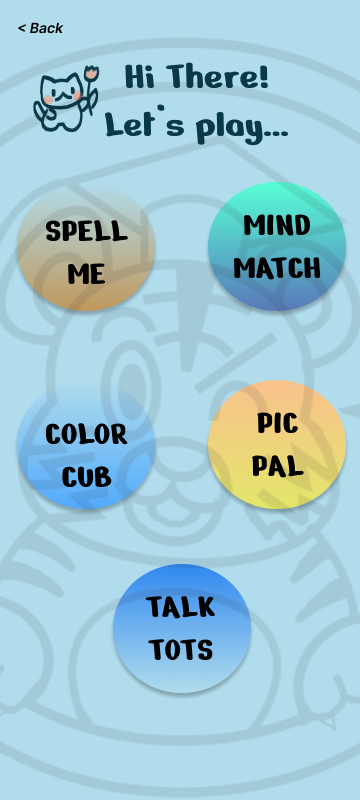 < Back
Hi There!
Let's play...
SPELL
ME
MIND
MATCH
COLOR
CUB
PIC
PAL
TALK
TOTS